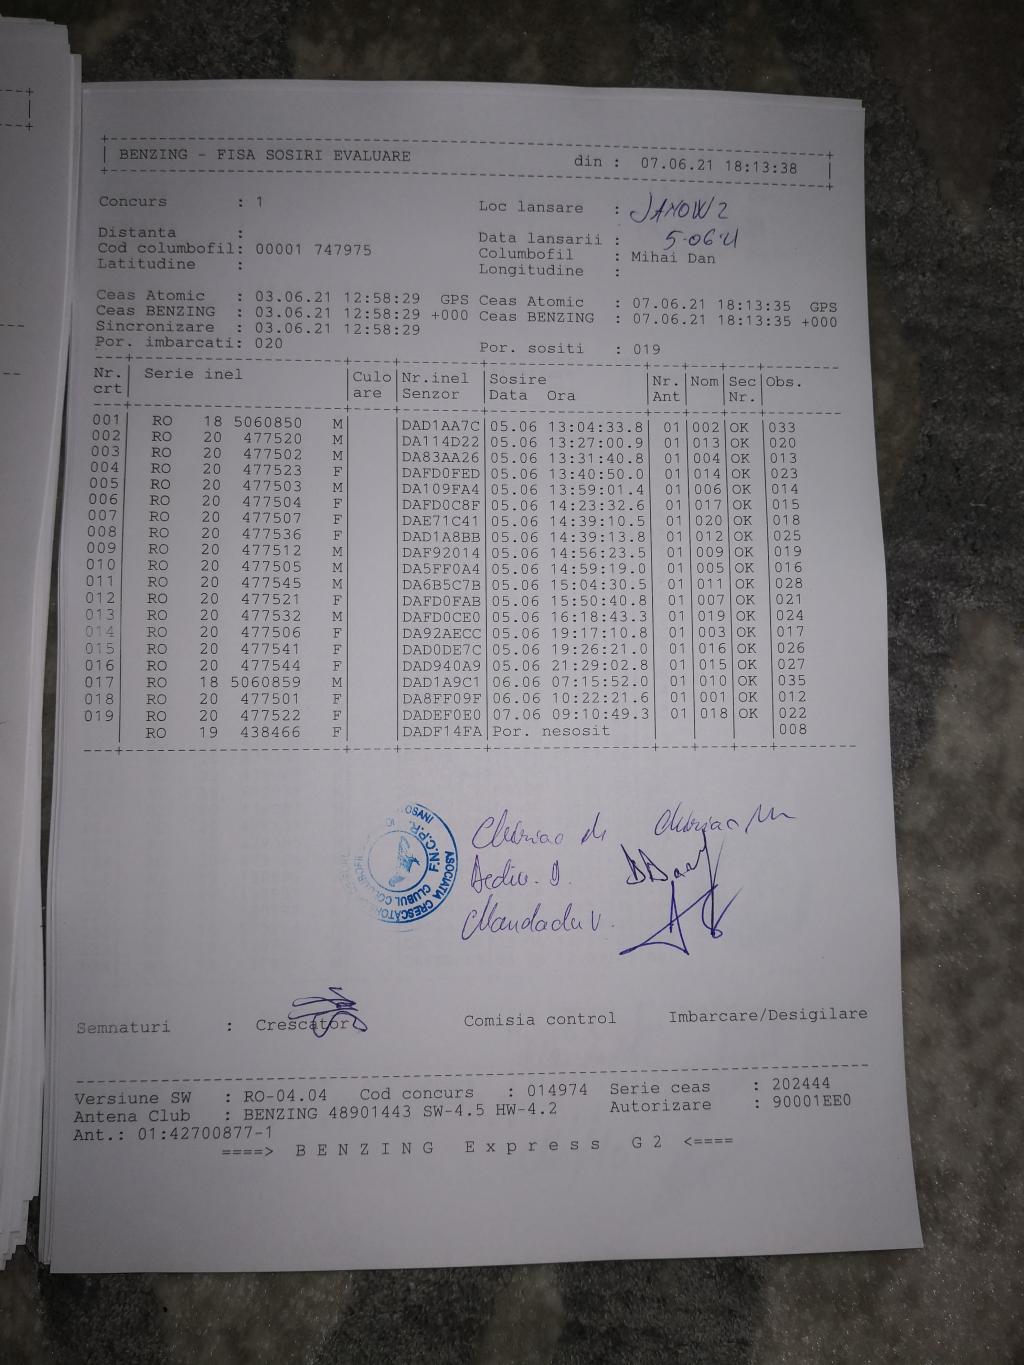 BENZING - FISA SOSIRI EVALUARE din : 07.06.21 18:13:38
Concurs : 1 Loc lansare : JANOW 2
Distanta : Data lansarii : 5.06.21
Cod columbofil: 00001 747975 Columbofil : Mihai Dan
Latitudine : Longitudine :
Ceas Atomic : 03.06.21 12:58:29 GPS Ceas Atomic : 07.06.21 18:13:35 GPS
Ceas BENZING : 03.06.21 12:58:29 +000 Ceas BENZING : 07.06.21 18:13:35 +000
Sincronizare : 03.06.21 12:58:29
Por. imbarcati: 020 Por. sositi : 019
Nr. Serie inel Culo Nr.inel Sosire Nr. Nom Sec Obs.
crt are Senzor Data Ora Ant Nr.
001 RO 18 5060850 M DAD1AA7C 05.06 13:04:33.8 01 002 OK 033
002 RO 20 477520 M DA114D22 05.06 13:27:00.9 01 013 OK 020
003 RO 20 477502 M DA83AA26 05.06 13:31:40.8 01 004 OK 013
004 RO 20 477523 F DAFD0FED 05.06 13:40:50.0 01 014 OK 023
005 RO 20 477503 M DA109FA4 05.06 13:59:01.4 01 006 OK 014
006 RO 20 477504 F DAFD0C8F 05.06 14:23:32.6 01 017 OK 015
007 RO 20 477507 F DAE71C41 05.06 14:39:10.5 01 020 OK 018
008 RO 20 477536 F DAD1A8BB 05.06 14:39:13.8 01 012 OK 025
009 RO 20 477512 M DAF92014 05.06 14:56:23.5 01 009 OK 019
010 RO 20 477505 M DA5FF0A4 05.06 14:59:19.0 01 005 OK 016
011 RO 20 477545 M DA6B5C7B 05.06 15:04:30.5 01 011 OK 028
012 RO 20 477521 F DAFD0FAB 05.06 15:50:40.8 01 007 OK 021
013 RO 20 477532 M DAFD0CE0 05.06 16:18:43.3 01 019 OK 024
014 RO 20 477506 F DA92AECC 05.06 19:17:10.8 01 003 OK 017
015 RO 20 477541 F DAD0DE7C 05.06 19:26:21.0 01 016 OK 026
016 RO 20 477544 F DAD940A9 05.06 21:29:02.8 01 015 OK 027
017 RO 18 5060859 M DAD1A9C1 06.06 07:15:52.0 01 010 OK 035
018 RO 20 477501 F DA8FF09F 06.06 10:22:21.6 01 001 OK 012
019 RO 20 477522 F DADEF0E0 07.06 09:10:49.3 01 018 OK 022
RO 19 438466 F DADF14FA Por. nesosit 008
F.N.C.P.R.
ASOCIATIA CRESCATORI
CLUBUL
Semnaturi : Crescator Comisia control Imbarcare/Desigilare
Versiune SW : RO-04.04 Cod concurs : 014974 Serie ceas : 202444
Antena Club : BENZING 48901443 SW-4.5 HW-4.2 Autorizare : 90001EE0
Ant.: 01:42700877-1
====> B E N Z I N G E x p r e s s G 2 <====